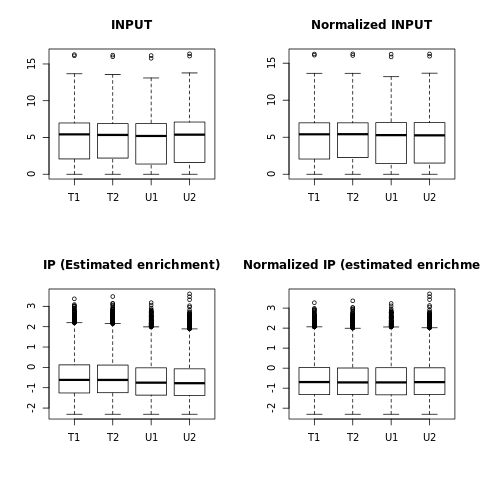 INPUT
Normalized INPUT
15
10
5
0
T1 T2 U1 U2
15
10
5
0
T1 T2 U1 U2
IP (Estimated enrichment)
Normalized IP (estimated enrichme
3
2
1
0
-1
-2
T1 T2 U1 U2
3
2
1
0
-1
-2
T1 T2 U1 U2